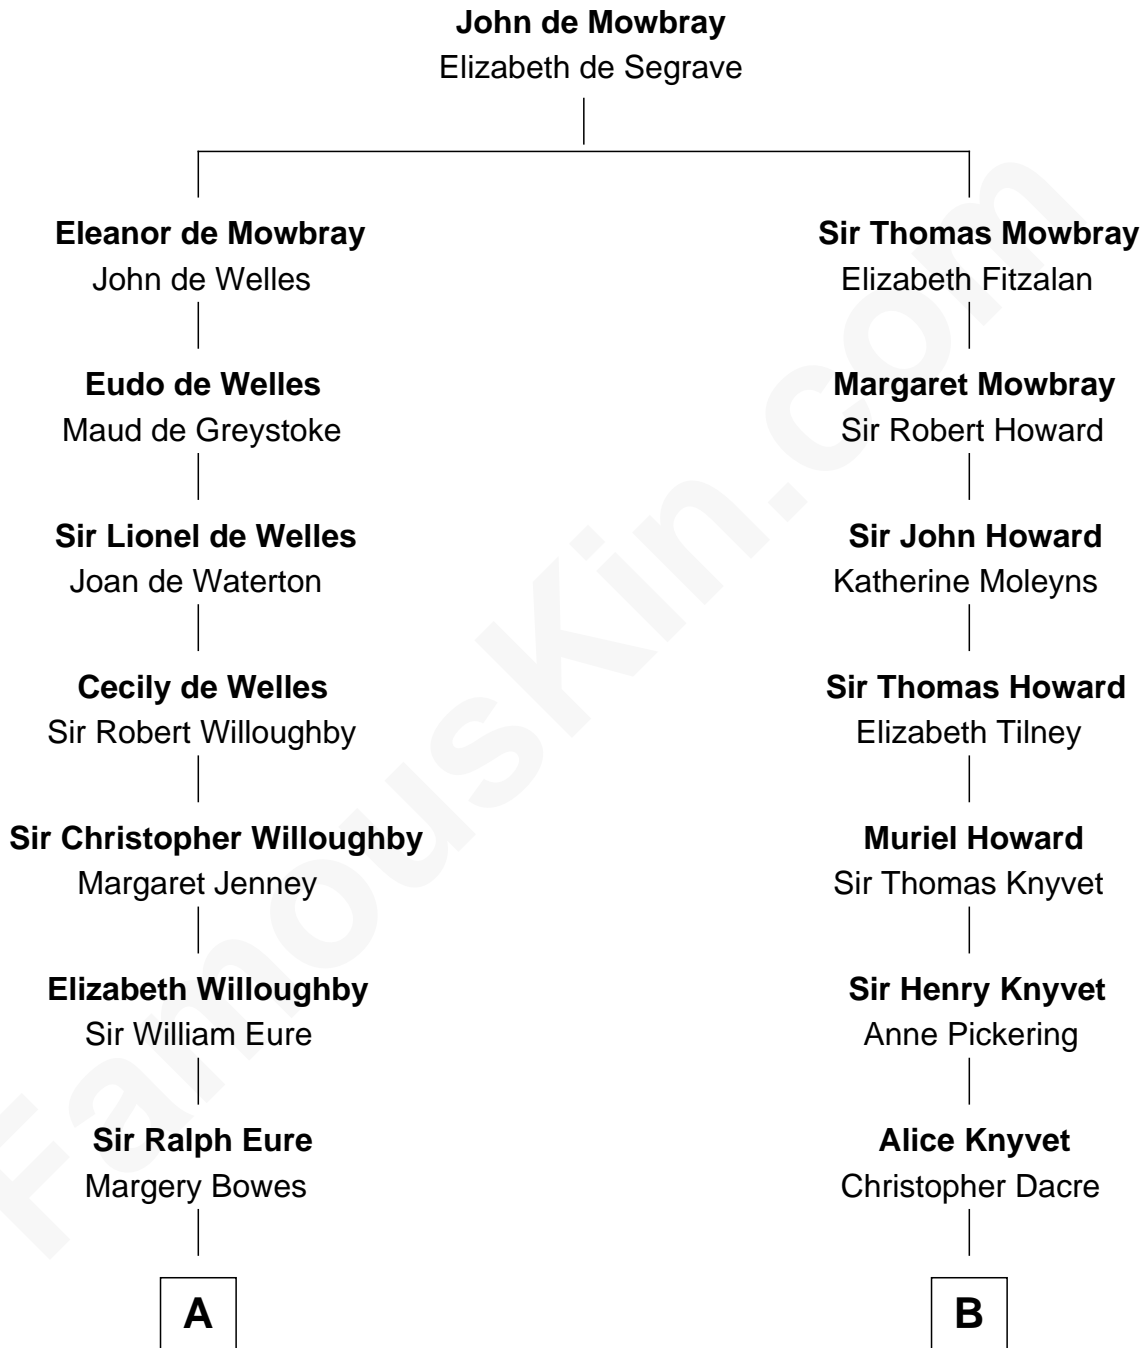 John de Mowbray
Elizabeth de Segrave
Eleanor de Mowbray
John de Welles
Eudo de Welles
Maud de Greystoke
Sir Lionel de Welles
Joan de Waterton
Cecily de Welles
Sir Robert Willoughby
Sir Christopher Willoughby
Margaret Jenney
Elizabeth Willoughby
Sir William Eure
Sir Ralph Eure
Margery Bowes
A
Sir Thomas Mowbray
Elizabeth Fitzalan
Margaret Mowbray
Sir Robert Howard
Sir John Howard
Katherine Moleyns
Sir Thomas Howard
Elizabeth Tilney
Muriel Howard
Sir Thomas Knyvet
Sir Henry Knyvet
Anne Pickering
Alice Knyvet
Christopher Dacre
B
FamousKin.com